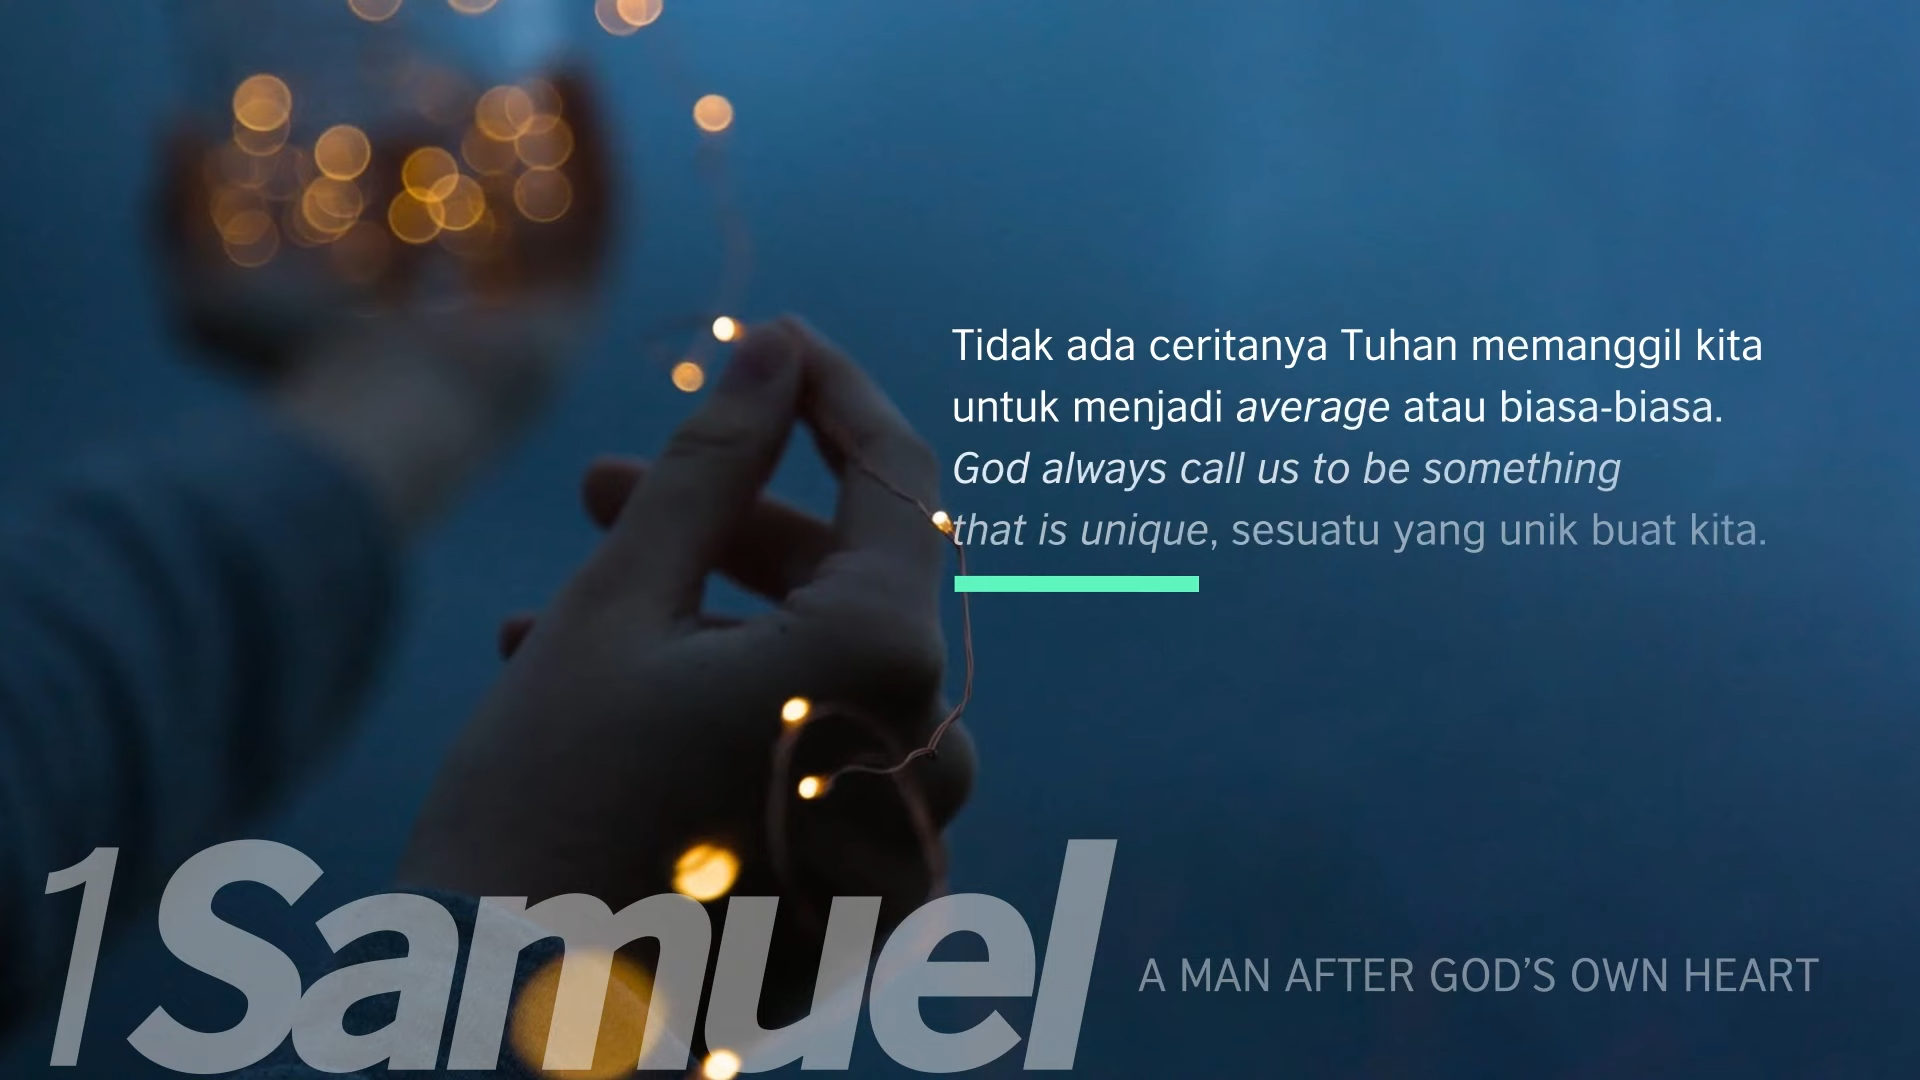 Tidak ada ceritanya Tuhan memanggil kita
untuk menjadi average atau biasa-biasa.
God always call us to be something
that is unique, sesuatu yang unik buat kita.
1Samuel
A MAN AFTER GOD’S OWN HEART